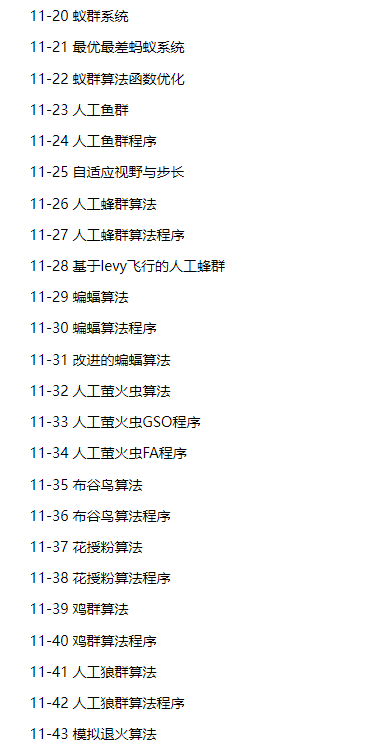 11-20 蚁群系统
11-21 最优最差蚂蚁系统
11-22 蚁群算法函数优化
11-23 人工鱼群
11-24 人工鱼群程序
11-25 自适应视野与步长
11-26 人工蜂群算法
11-27 人工蜂群算法程序
11-28 基于levy飞行的人工蜂群
11-29 蝙蝠算法
11-30 蝙蝠算法程序
11-31 改进的蝙蝠算法
11-32 人工萤火虫算法
11-33 人工萤火虫GSO程序
11-34 人工萤火虫FA程序
11-35 布谷鸟算法
11-36 布谷鸟算法程序
11-37 花授粉算法
11-38 花授粉算法程序
11-39 鸡群算法
11-40 鸡群算法程序
11-41 人工狼群算法
11-42 人工狼群算法程序
11-43 模拟退火算法